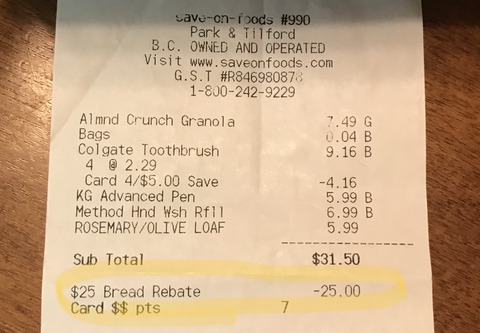 save-on-foods #990
Park & Tilford
B.C. OWNED AND OPERATED
Visit www.saveonfoods.com
G.S.T #R846980873
1-800-242-9229
Almnd Crunch Granola 7.49 G
Bags 0.04 B
Colgate Toothbrush 9.16 B
4 @ 2.29
Card 4/$5.00 Save -4.16
KG Advanced Pen 5.99 B
Method Hnd Wsh Rfll 6.99 B
ROSEMARY/OLIVE LOAF 5.99
---------------
Sub Total $31.50
$25 Bread Rebate -25.00
Card $$ pts 7